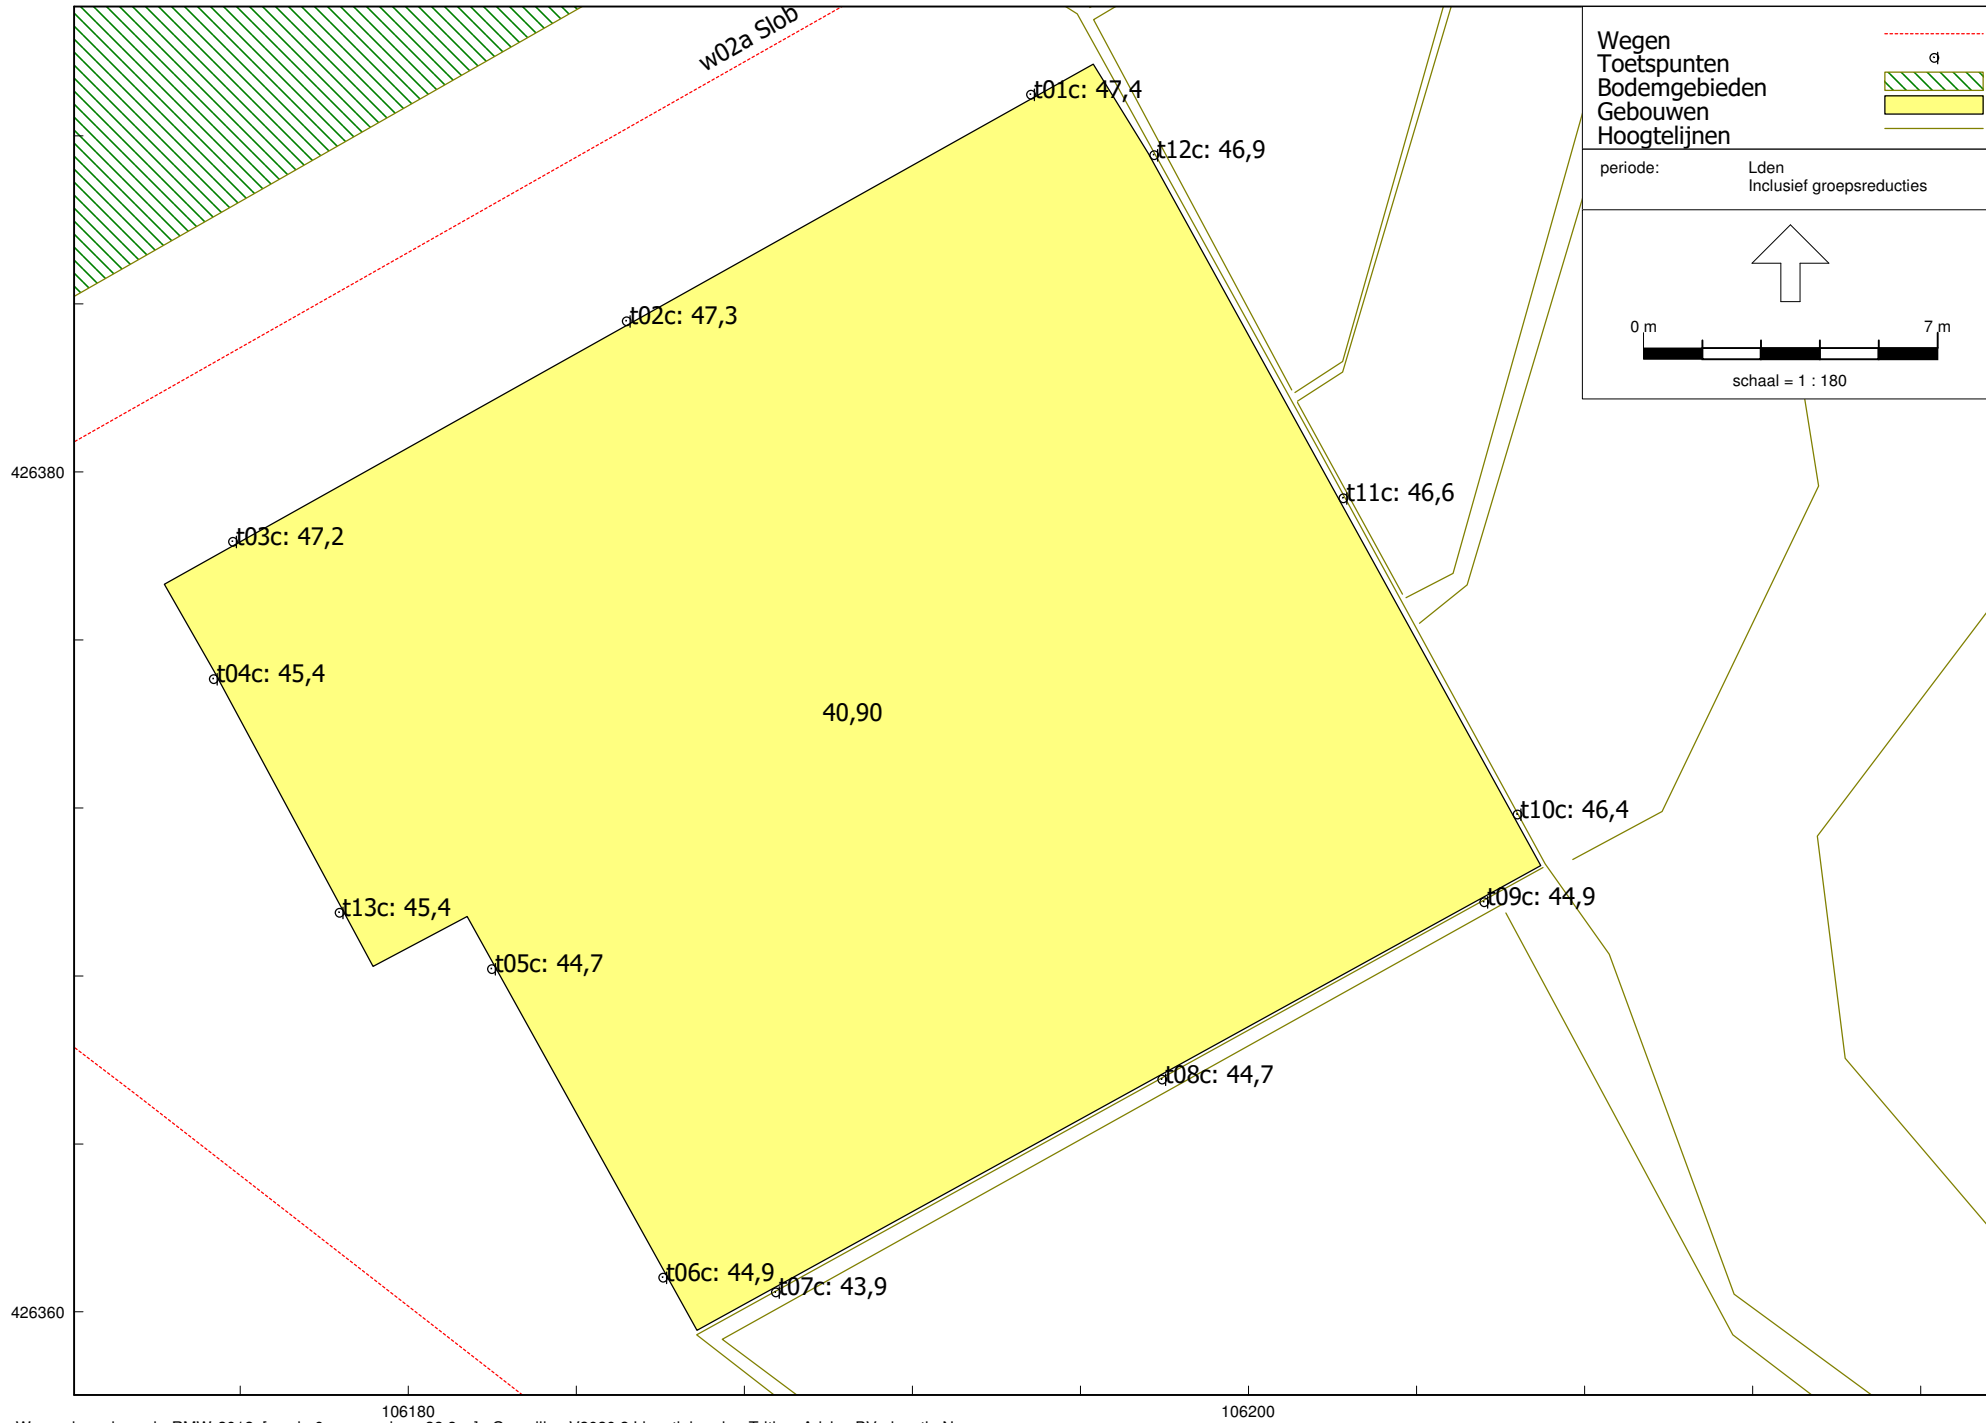 w02a Slob
Wegen
Toetspunten
Bodemgebieden
Gebouwen
Hoogtelijnen
periode: Lden
Inclusief groepsreducties
0 m 7 m
schaal = 1 : 180
t01c: 47,4
t12c: 46,9
t02c: 47,3
426380
t11c: 46,6
t03c: 47,2
t04c: 45,4
40,90
t10c: 46,4
t09c: 44,9
t13c: 45,4
t05c: 44,7
t08c: 44,7
t06c: 44,9
t07c: 43,9
426360
106180 106200